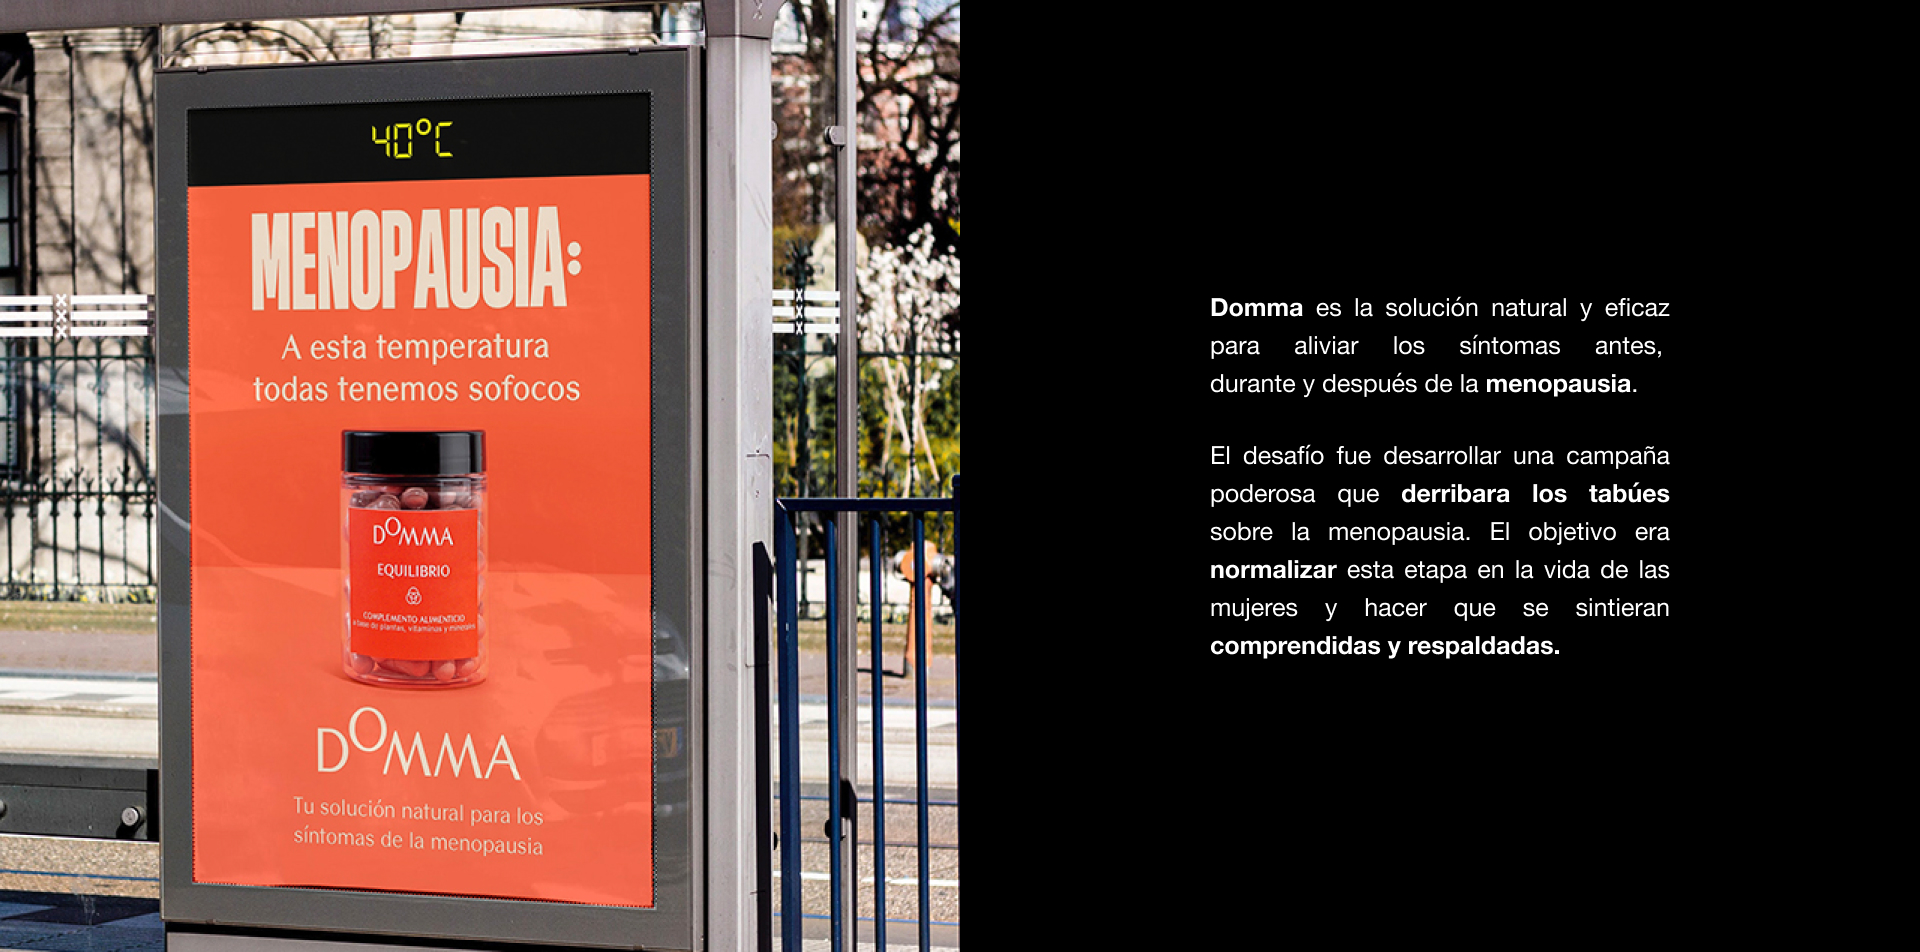 40°C
MENOPAUSIA:
A esta temperatura
todas tenemos sofocos
DOMMA
EQUILIBRIO
COMPLEMENTO ALIMENTICIO
a base de plantas, vitaminas y minerales
DOMMA
Tu solución natural para los
síntomas de la menopausia
Domma es la solución natural y eficaz
para aliviar los síntomas antes,
durante y después de la menopausia.
El desafío fue desarrollar una campaña
poderosa que derribara los tabúes
sobre la menopausia. El objetivo era
normalizar esta etapa en la vida de las
mujeres y hacer que se sintieran
comprendidas y respaldadas.